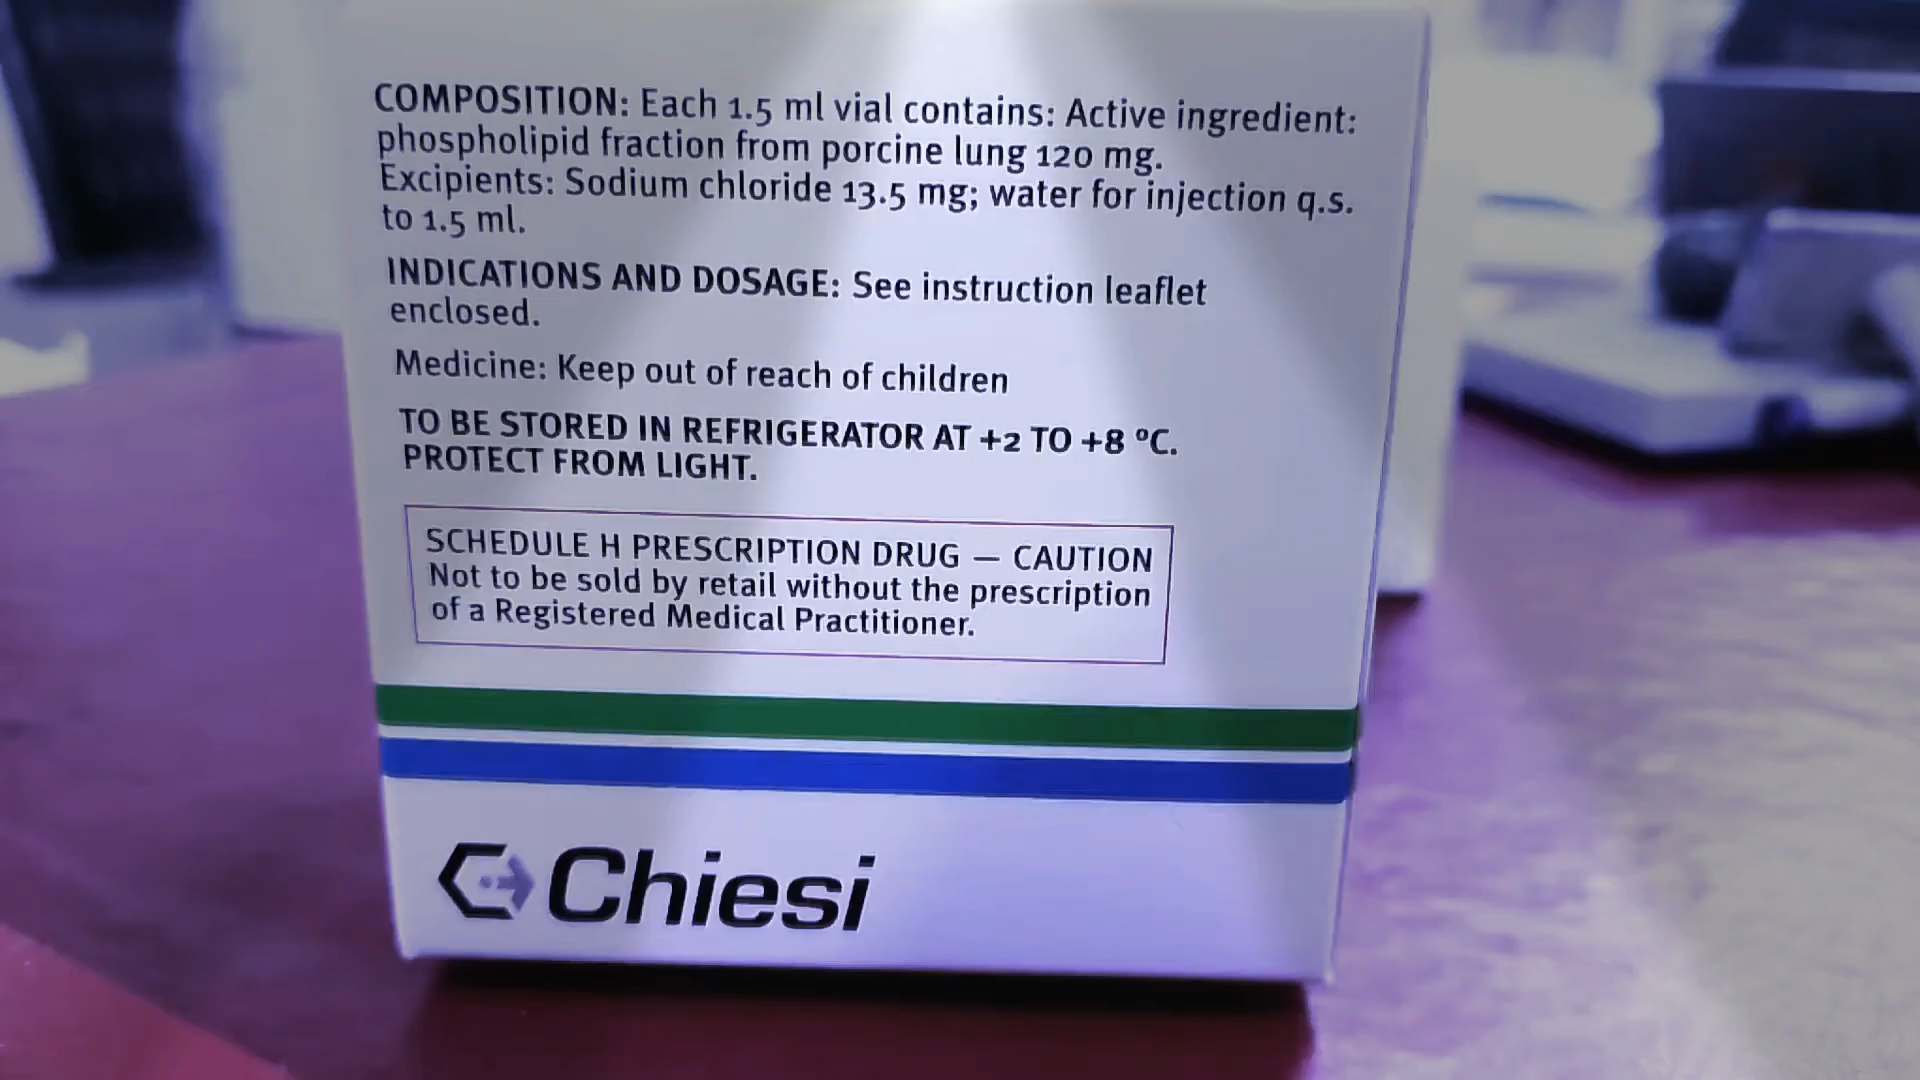 COMPOSITION: Each 1.5 ml vial contains: Active ingredient:
phospholipid fraction from porcine lung 120 mg.
Excipients: Sodium chloride 13.5 mg; water for injection q.s.
to 1.5 ml.
INDICATIONS AND DOSAGE: See instruction leaflet
enclosed.
Medicine: Keep out of reach of children
TO BE STORED IN REFRIGERATOR AT +2 TO +8 ºC.
PROTECT FROM LIGHT.
SCHEDULE H PRESCRIPTION DRUG — CAUTION
Not to be sold by retail without the prescription
of a Registered Medical Practitioner.
Chiesi